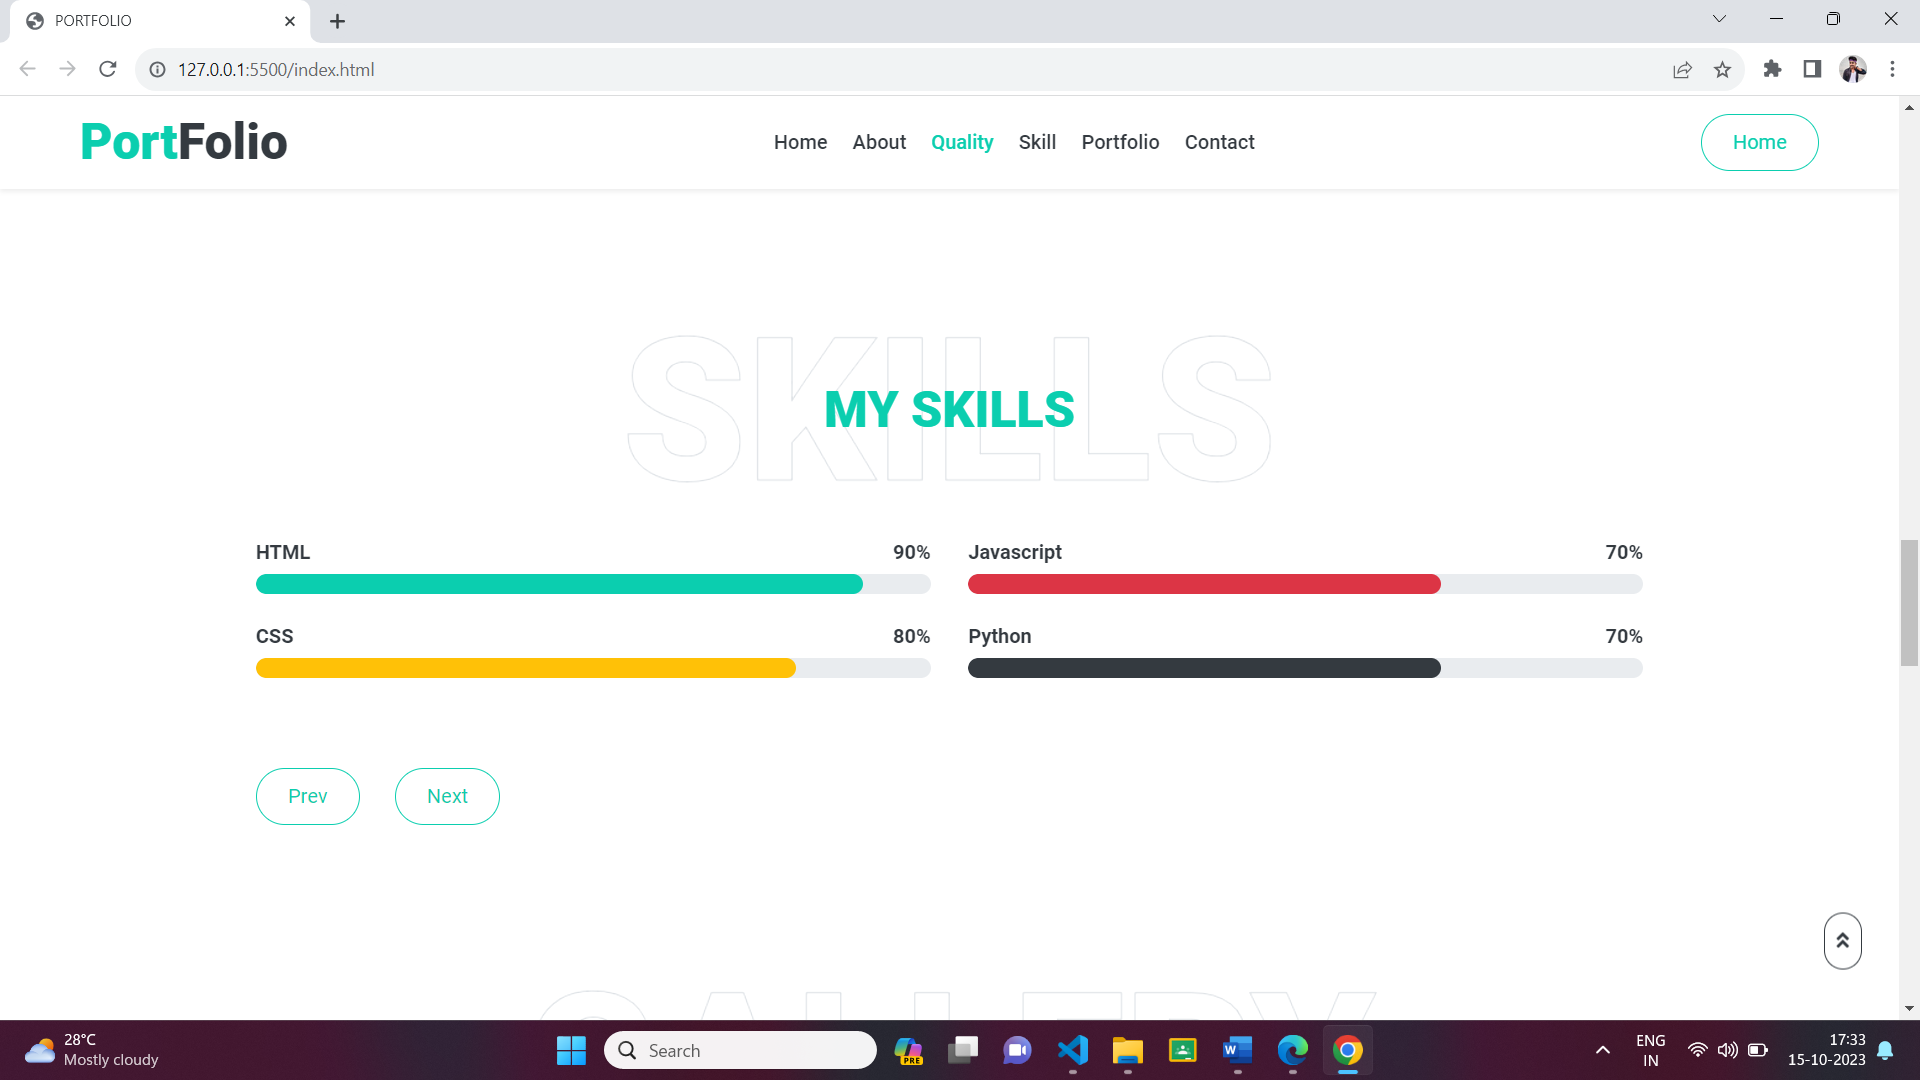 PORTFOLIO
127.0.0.1:5500/index.html
PortFolio
Home About Quality Skill Portfolio Contact
Home
SKILLS
MY SKILLS
HTML 90%
Javascript 70%
CSS 80%
Python 70%
Prev Next
GALLERY
28°C
Mostly cloudy
Search
PRE
W
ENG
IN
17:33
15-10-2023